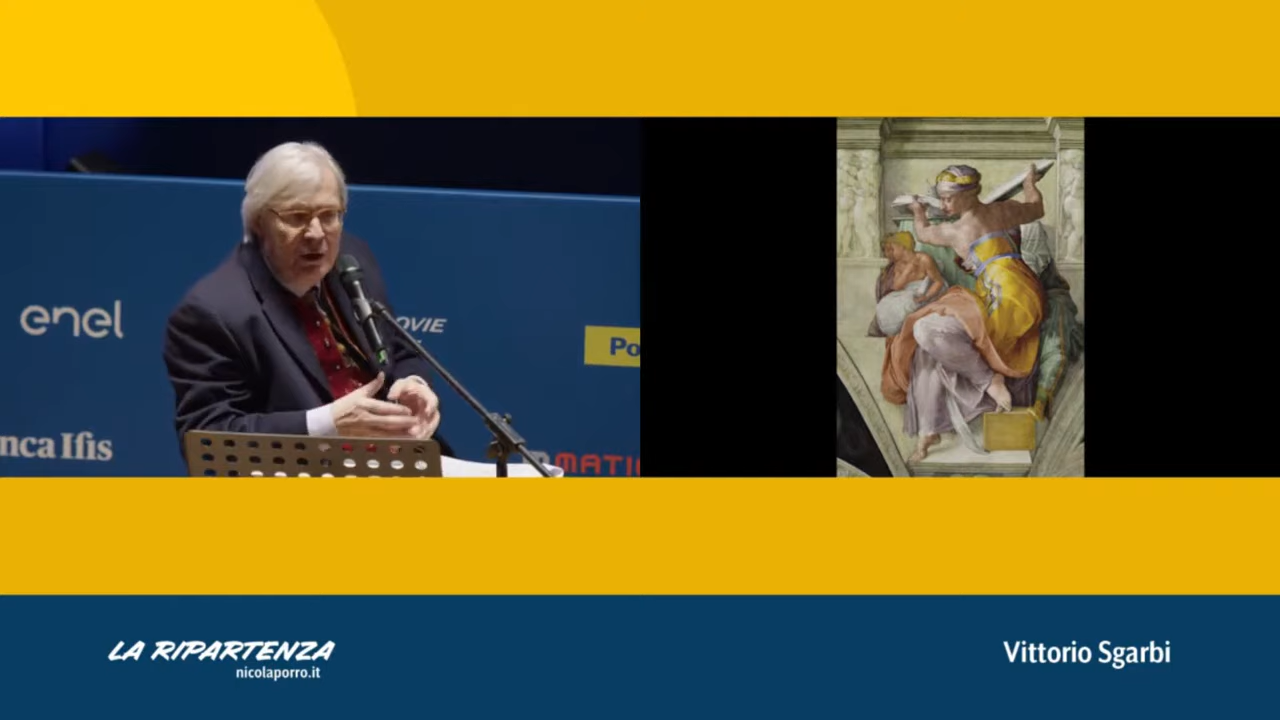 enel
OVIE
Po
nca Ifis
MATI
LA RIPARTENZA
nicolaporro.it
Vittorio Sgarbi